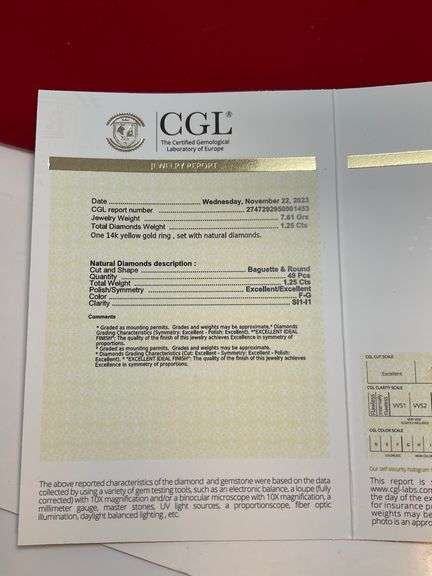 CGL®
The Certified Gemological
Laboratory of Europe
JEWELRY REPORT
Date Wednesday, November 22, 2023
CGL report number 2747292950001453
Jewelry Weight 7.61 Grs
Total Diamonds Weight 1.25 Cts
One 14k yellow gold ring , set with natural diamonds.
Natural Diamonds description :
Cut and Shape Baguette & Round
Quantity 49 Pcs
Total Weight 1.25 Cts
Polish/Symmetry Excellent/Excellent
Color F-G
Clarity SI1-I1
Comments
* Graded as mounting permits. Grades and weights may be approximate.* Diamonds
Grading Characteristics (Symmetry: Excellent - Polish: Excellent). **EXCELLENT IDEAL
FINISH*: The quality of the finish of this jewelry achieves Excellence in Symmetry of
proportions.
* Graded as mounting permits. Grades and weights may be approximate.
* Diamonds Grading Characteristics (Cut: Excellent - Symmetry: Excellent - Polish:
Excellent). * *EXCELLENT IDEAL FINISH*: The quality of the finish of this jewelry achieves
Excellence in symmetry of proportions.
The above reported characteristics of the diamond and gemstone were based on the data
collected by using a variety of gem testing tools, such as an electronic balance, a loupe (fully
corrected) with 10X magnification and/or a binocular microscope with 10X magnification, a
millimeter gauge, master stones, UV light sources, a proportionscope, fiber optic
illumination, daylight balanced lighting , etc.
CGL CUT SCALE
Excellent
CGL CLARITY SCALE
Flawless
Internally
Flawless
VVS1 VVS2
CGL COLOR SCALE
D E F G H
Our self-security hologram
This report is
www.cgl-labs.com
the day of the ex
for insurance p
weights may be
photo is an appro